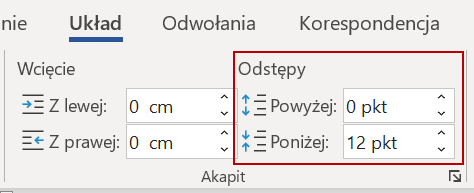 nie Układ Odwołania Korespondencja
Wcięcie Odstępy
Z lewej: 0 cm Powyżej: 0 pkt
Z prawej: 0 cm Poniżej: 12 pkt
Akapit